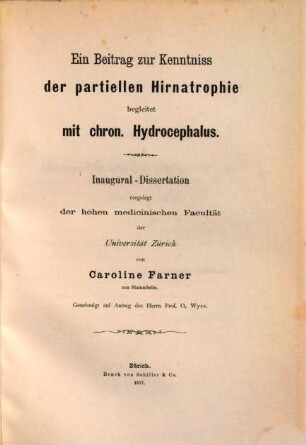 Ein Beitrag zur Kenntniss
der partiellen Hirnatrophie
begleitet
mit chron. Hydrocephalus.
Inaugural-Dissertation
vorgelegt
der hohen medicinischen Facultät
der
Universität Zürich
von
Caroline Farner
aus Stammheim.
Genehmigt auf Antrag des Herrn Prof. O. Wyss.
Zürich.
Druck von Schiller & Co.
1877.